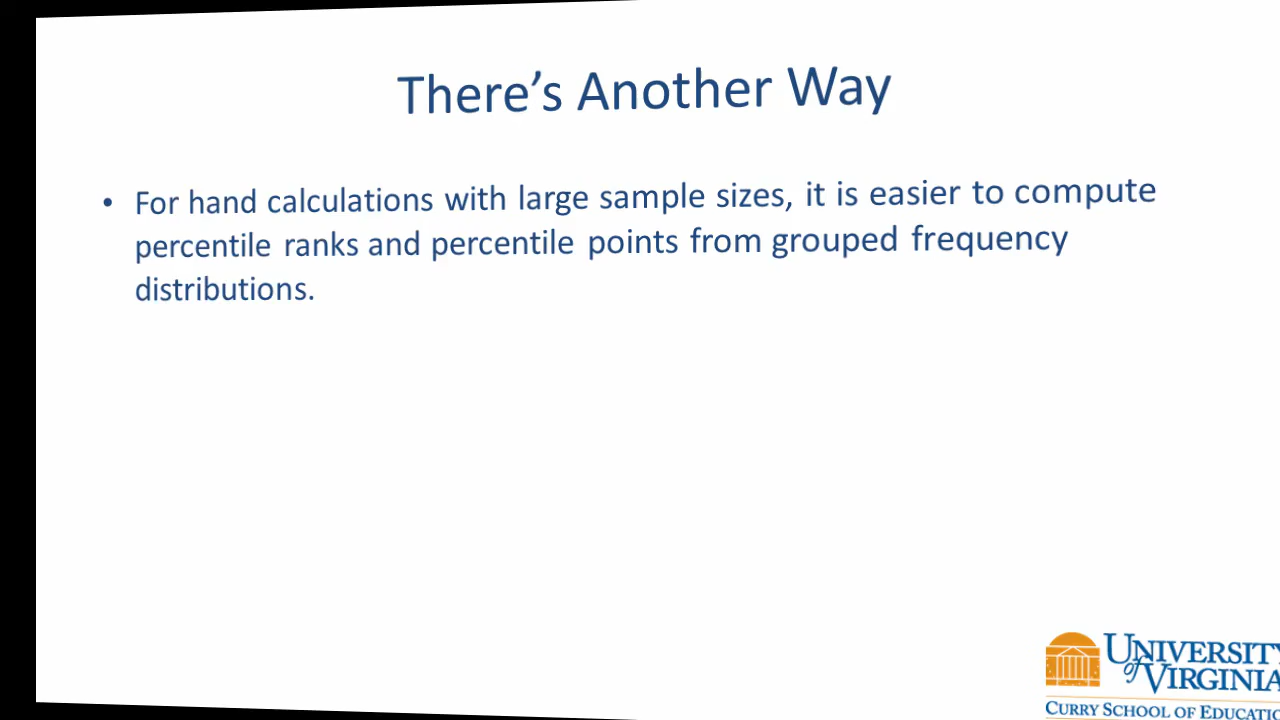 There's Another Way
• For hand calculations with large sample sizes, it is easier to compute
percentile ranks and percentile points from grouped frequency
distributions.
UNIVERSITY
of VIRGINIA
CURRY SCHOOL OF EDUCATIO